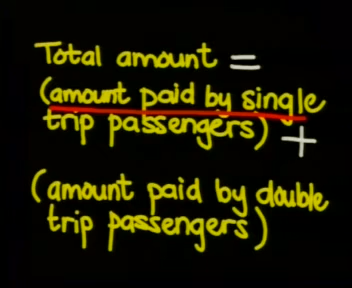 Total amount =
(amount paid by single
trip passengers) +
(amount paid by double
trip passengers)